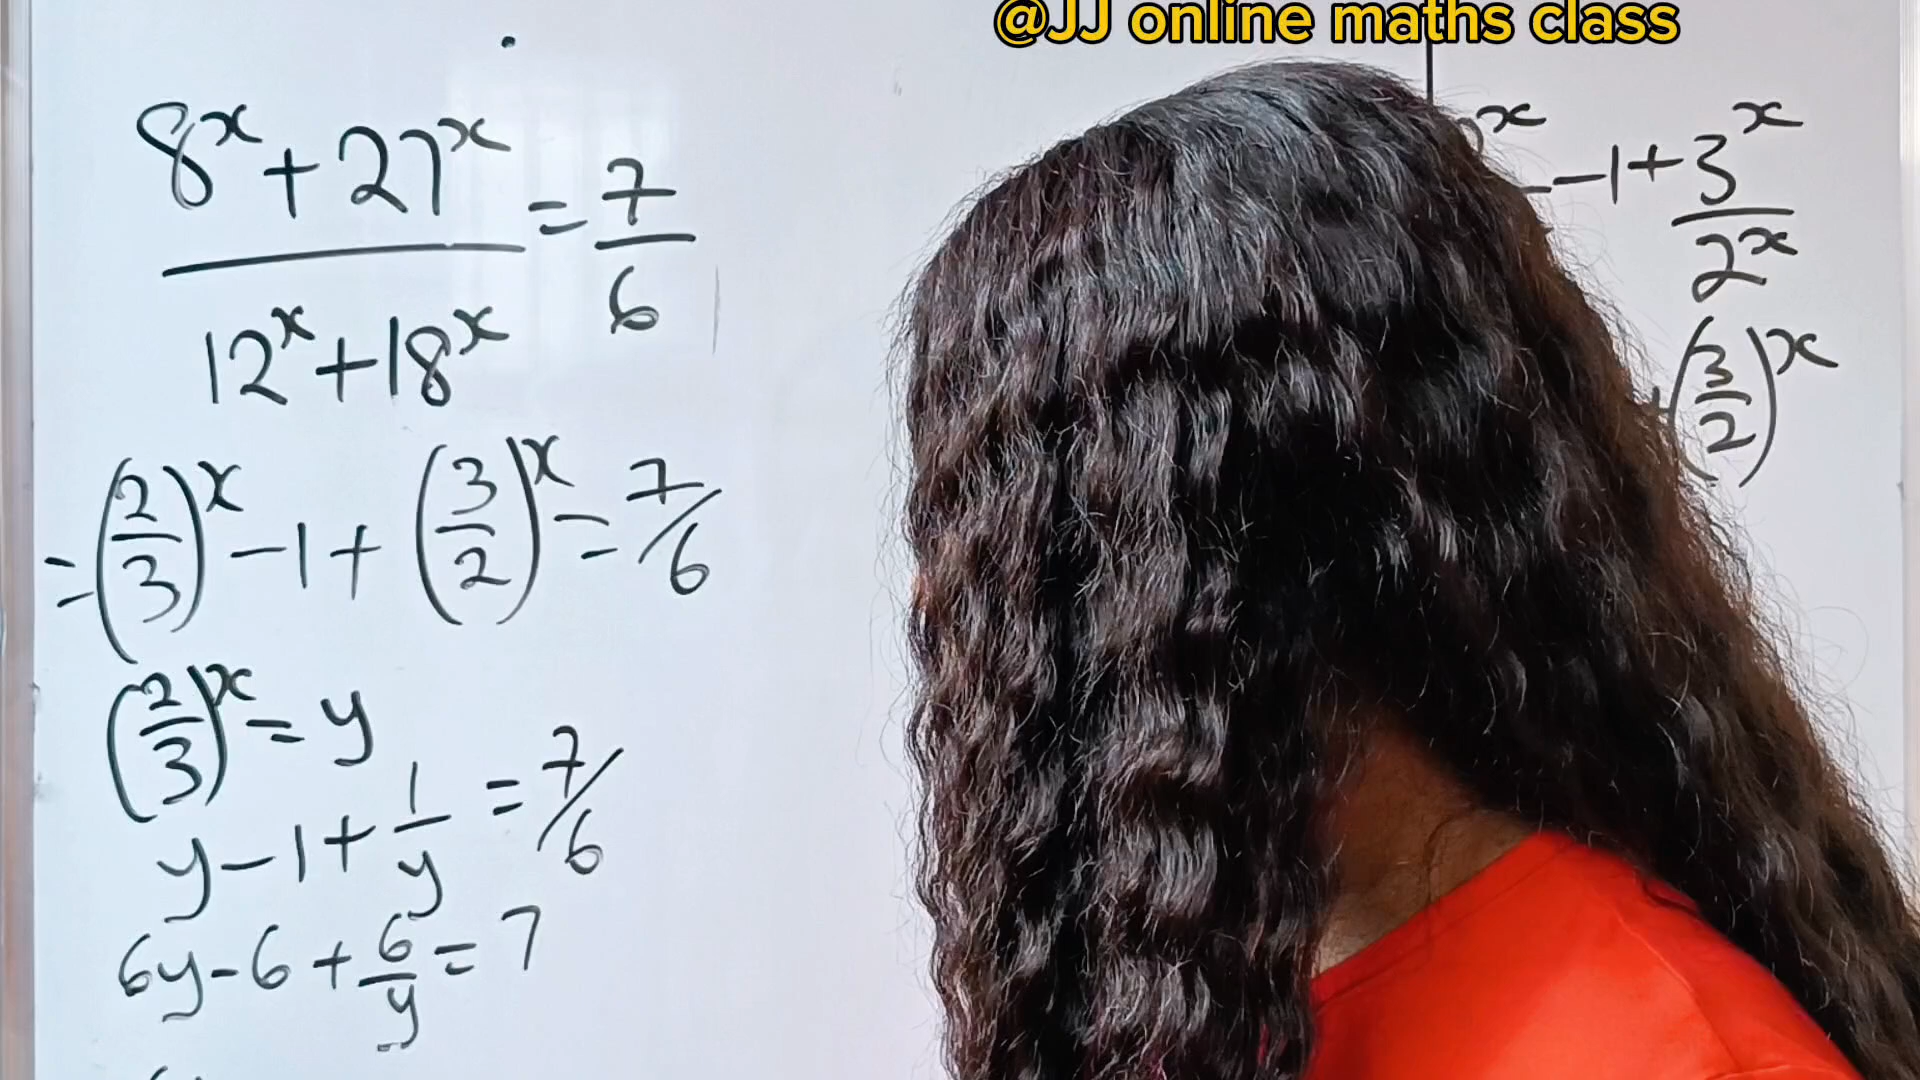 @JJ online maths class
8^x + 27^x
―――――― = 7/6
12^x + 18^x
= (2/3)^x - 1 + (3/2)^x = 7/6
(2/3)^x = y
y - 1 + 1/y = 7/6
6y - 6 + 6/y = 7
x - 1 + 3^x/2^x
(3/2)^x